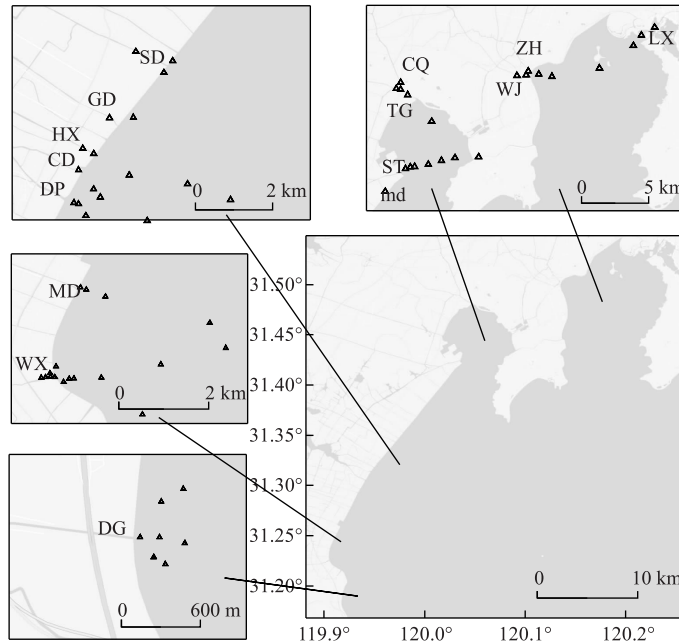 SD
GD
HX
CD
DP
0 2 km
CQ
ZH
LX
TG
WJ
ST
md
0 5 km
MD
WX
0 2 km
DG
0 600 m
31.50°
31.45°
31.40°
31.35°
31.30°
31.25°
31.20°
0 10 km
119.9° 120.0° 120.1° 120.2°